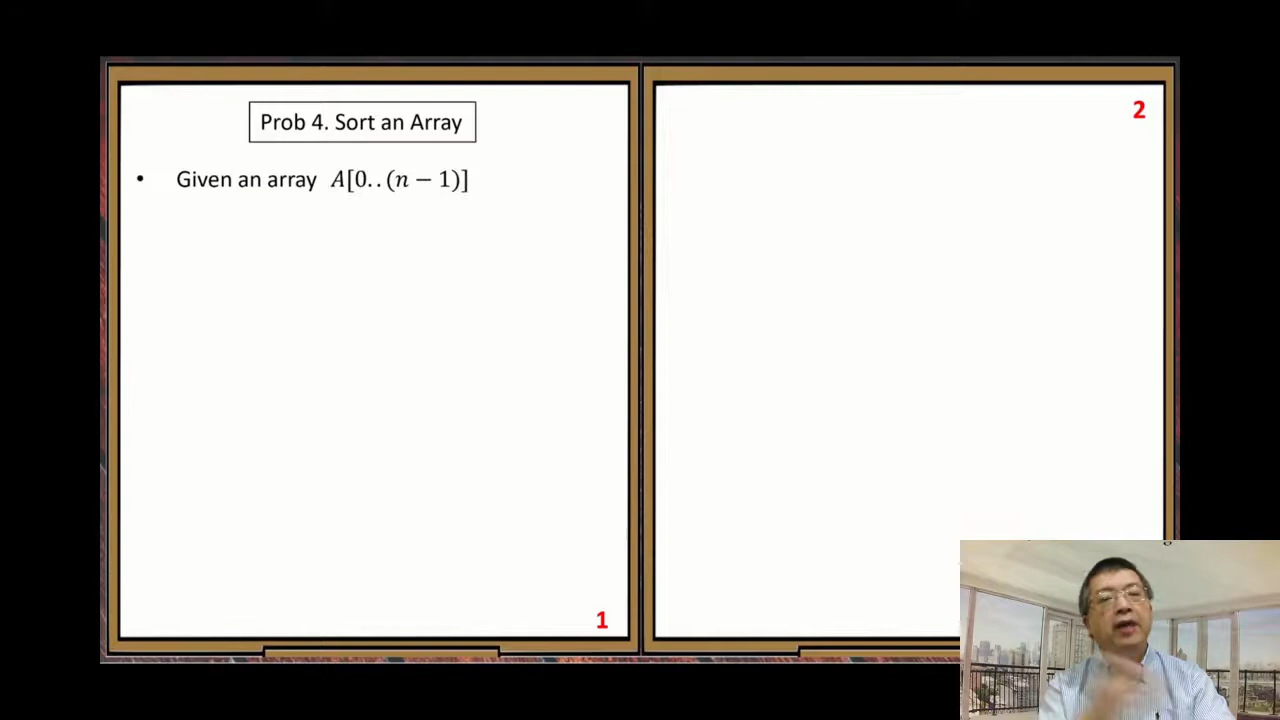 Prob 4. Sort an Array
• Given an array A[0. . (n − 1)]
1
2